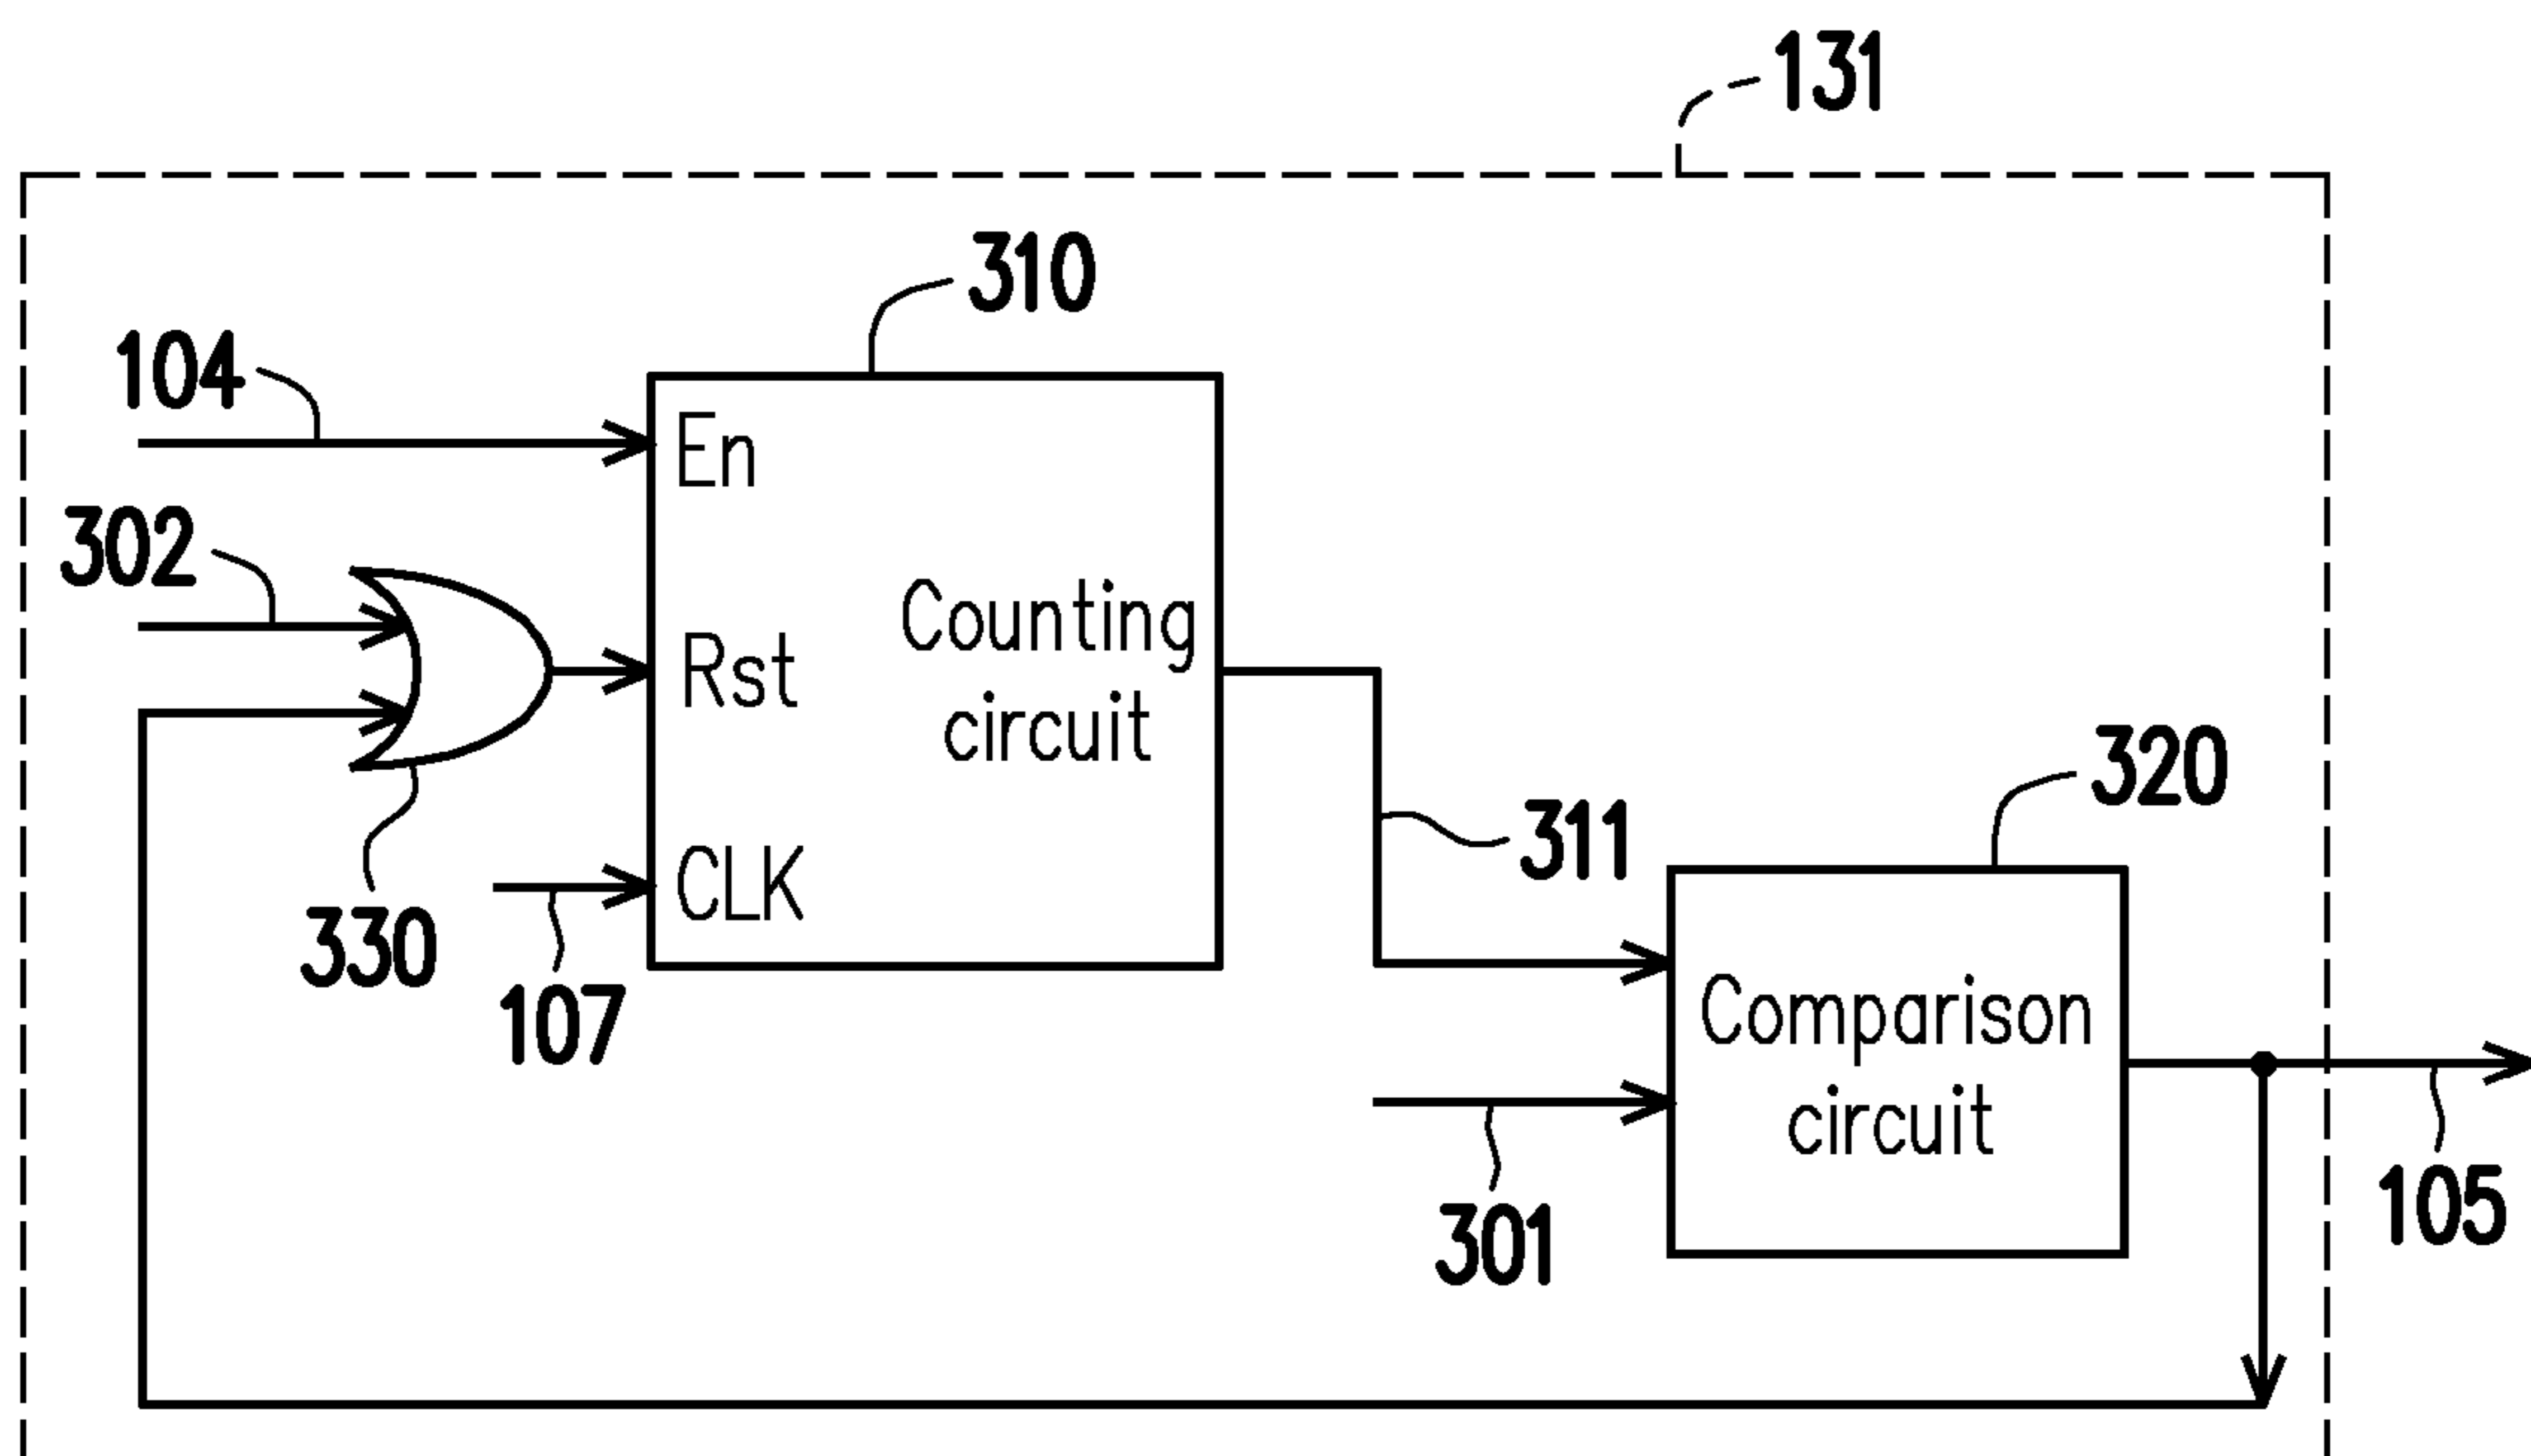 131
310
104
En
302
Counting
circuit
Rst
320
311
CLK
330
107
Comparison
circuit
301
105